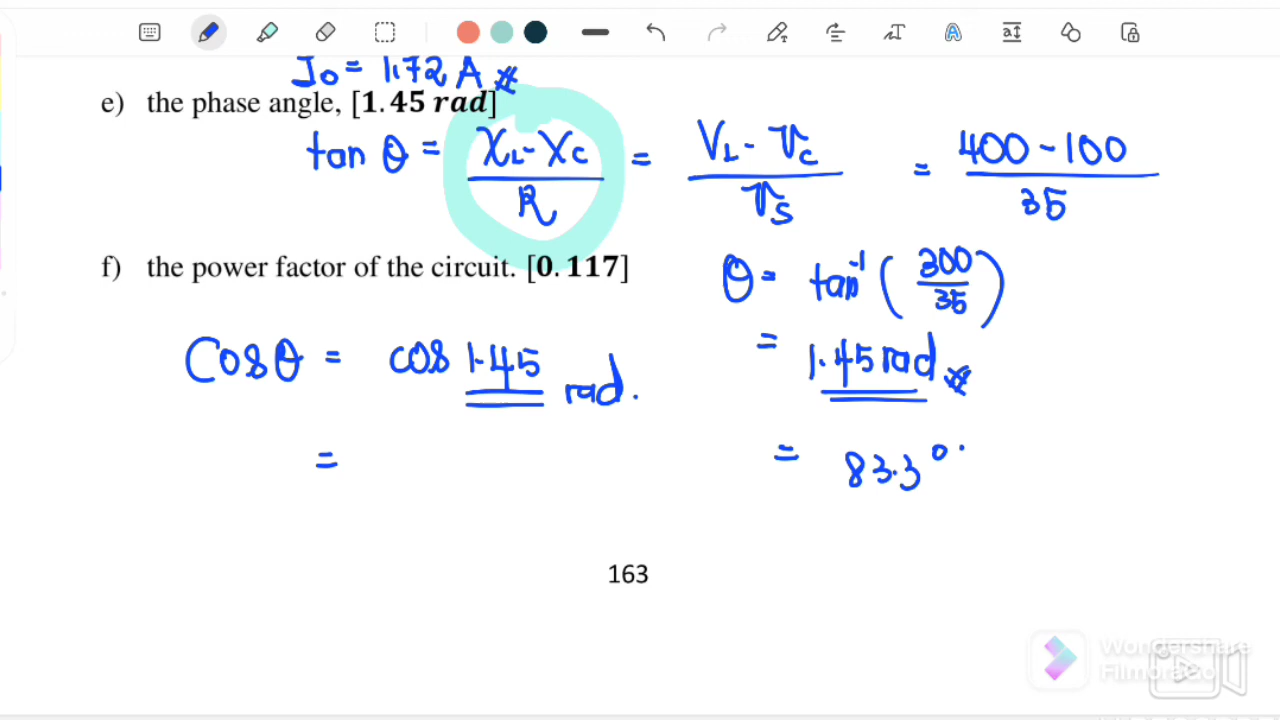 I₀ = 1.72 A #
e) the phase angle, [1.45 rad]
tan θ = (X_L - X_C)/R = (V_L - V_C)/V_S = (400 - 100)/35
f) the power factor of the circuit. [0.117]
θ = tan⁻¹ (300/35)
= 1.45 rad #
Cos θ = cos 1.45 rad.
=
= 83.3°.
163
Wondershare
FilmoraGo